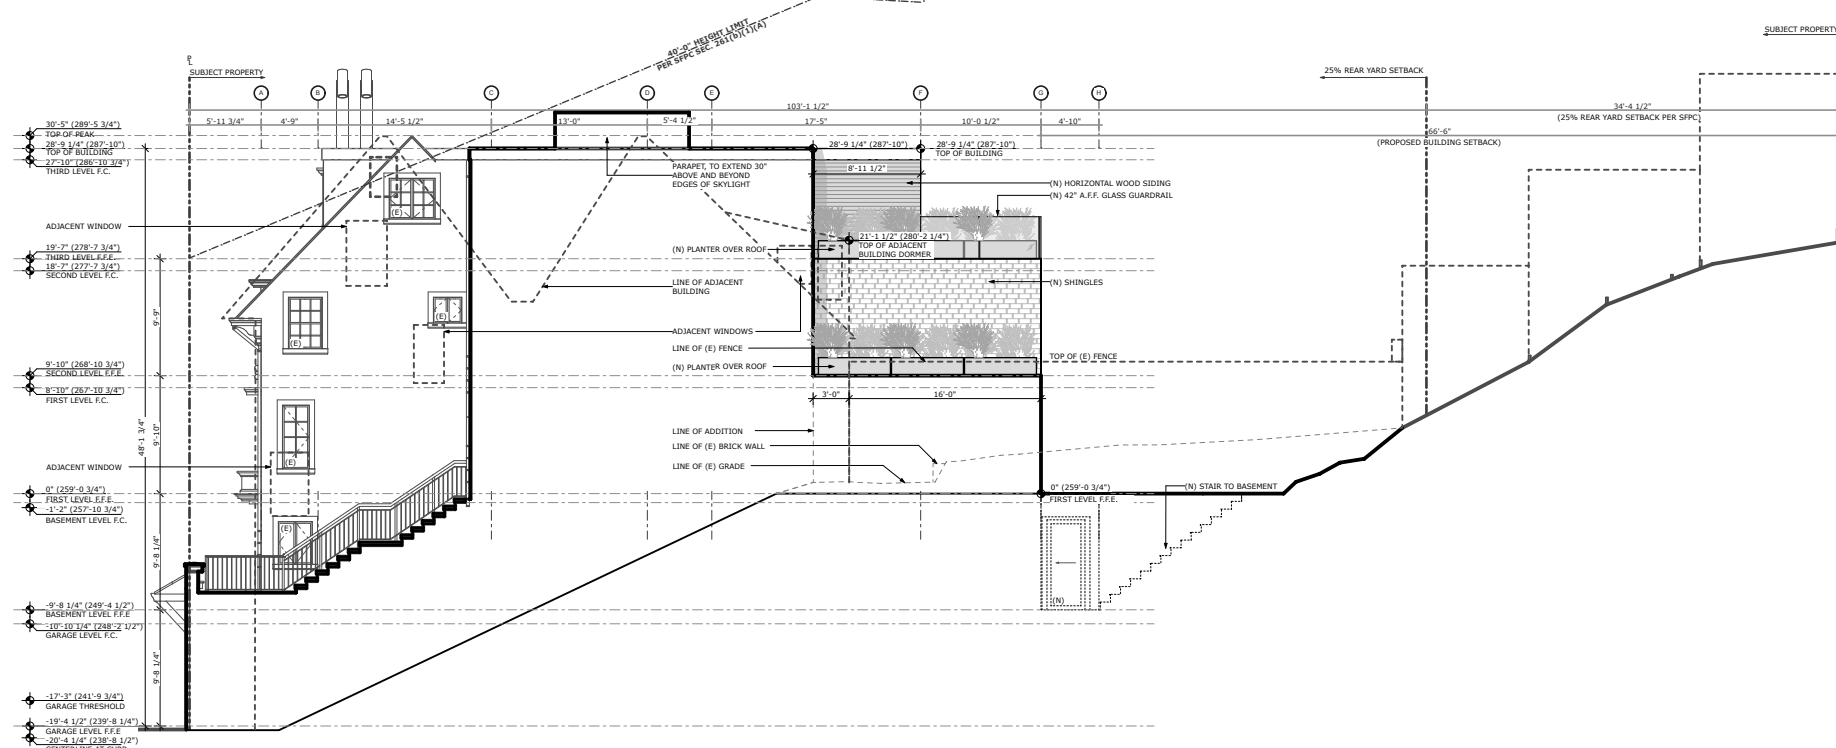 40'-0" HEIGHT LIMIT
PER SFPC SEC. 261(b)(1)(A)
SUBJECT PROPERTY
P
L
SUBJECT PROPERTY
25% REAR YARD SETBACK
A
B
C
D
E
F
G
H
103'-1 1/2"
34'-4 1/2"
(25% REAR YARD SETBACK PER SFPC)
5'-11 3/4"
4'-9"
14'-5 1/2"
13'-0"
5'-4 1/2"
17'-5"
10'-0 1/2"
4'-10"
66'-6"
(PROPOSED BUILDING SETBACK)
30'-5" (289'-5 3/4")
TOP OF PEAK
28'-9 1/4" (287'-10")
TOP OF BUILDING
27'-10" (286'-10 3/4")
THIRD LEVEL F.C.
28'-9 1/4" (287'-10")
28'-9 1/4" (287'-10")
TOP OF BUILDING
PARAPET, TO EXTEND 30"
ABOVE AND BEYOND
EDGES OF SKYLIGHT
8'-11 1/2"
(N) HORIZONTAL WOOD SIDING
(N) 42" A.F.F. GLASS GUARDRAIL
(E)
ADJACENT WINDOW
19'-7" (278'-7 3/4")
THIRD LEVEL F.F.E.
18'-7" (277'-7 3/4")
SECOND LEVEL F.C.
21'-1 1/2" (280'-2 1/4")
TOP OF ADJACENT
BUILDING DORMER
(N) PLANTER OVER ROOF
LINE OF ADJACENT
BUILDING
(N) SHINGLES
9'-9"
(E)
(E)
ADJACENT WINDOWS
LINE OF (E) FENCE
TOP OF (E) FENCE
9'-10" (268'-10 3/4")
SECOND LEVEL F.F.E.
(N) PLANTER OVER ROOF
8'-10" (267'-10 3/4")
FIRST LEVEL F.C.
3'-0"
16'-0"
48'-1 3/4"
9'-10"
LINE OF ADDITION
LINE OF (E) BRICK WALL
LINE OF (E) GRADE
ADJACENT WINDOW
(E)
0" (259'-0 3/4")
FIRST LEVEL F.F.E.
-1'-2" (257'-10 3/4")
BASEMENT LEVEL F.C.
0" (259'-0 3/4")
FIRST LEVEL F.F.E.
(N) STAIR TO BASEMENT
(E)
9'-8 1/4"
(N)
-9'-8 1/4" (249'-4 1/2")
BASEMENT LEVEL F.F.E
-10'-10 1/4" (248'-2 1/2")
GARAGE LEVEL F.C.
9'-8 1/4"
-17'-3" (241'-9 3/4")
GARAGE THRESHOLD
-19'-4 1/2" (239'-8 1/4")
GARAGE LEVEL F.F.E
-20'-4 1/4" (238'-8 1/2")